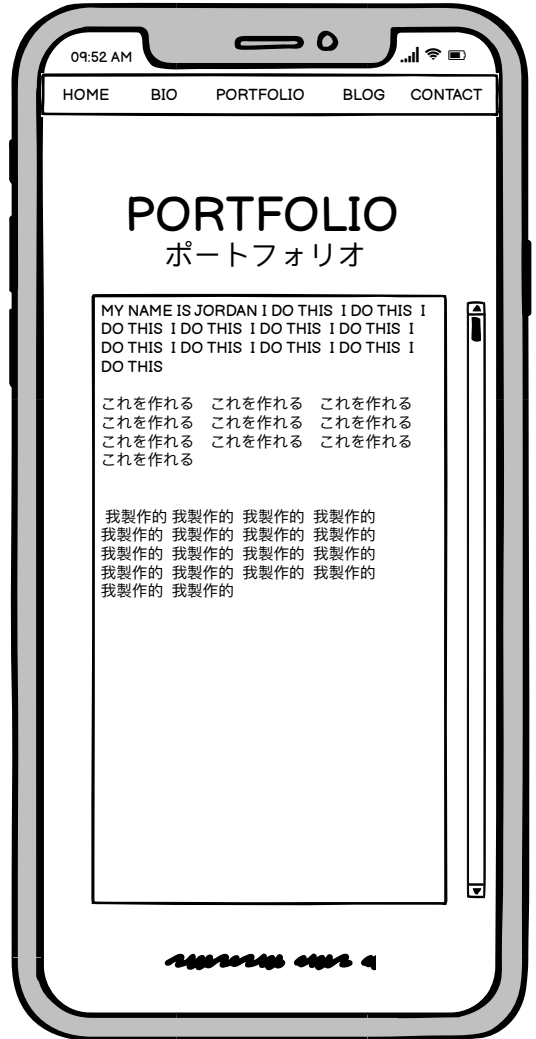 09:52 AM
HOME BIO PORTFOLIO BLOG CONTACT
PORTFOLIO
ポートフォリオ
MY NAME IS JORDAN I DO THIS I DO THIS I
DO THIS I DO THIS I DO THIS I DO THIS I
DO THIS I DO THIS I DO THIS I DO THIS I
DO THIS
これを作れる これを作れる これを作れる
これを作れる これを作れる これを作れる
これを作れる これを作れる これを作れる
これを作れる
我製作的 我製作的 我製作的 我製作的
我製作的 我製作的 我製作的 我製作的
我製作的 我製作的 我製作的 我製作的
我製作的 我製作的 我製作的 我製作的
我製作的 我製作的